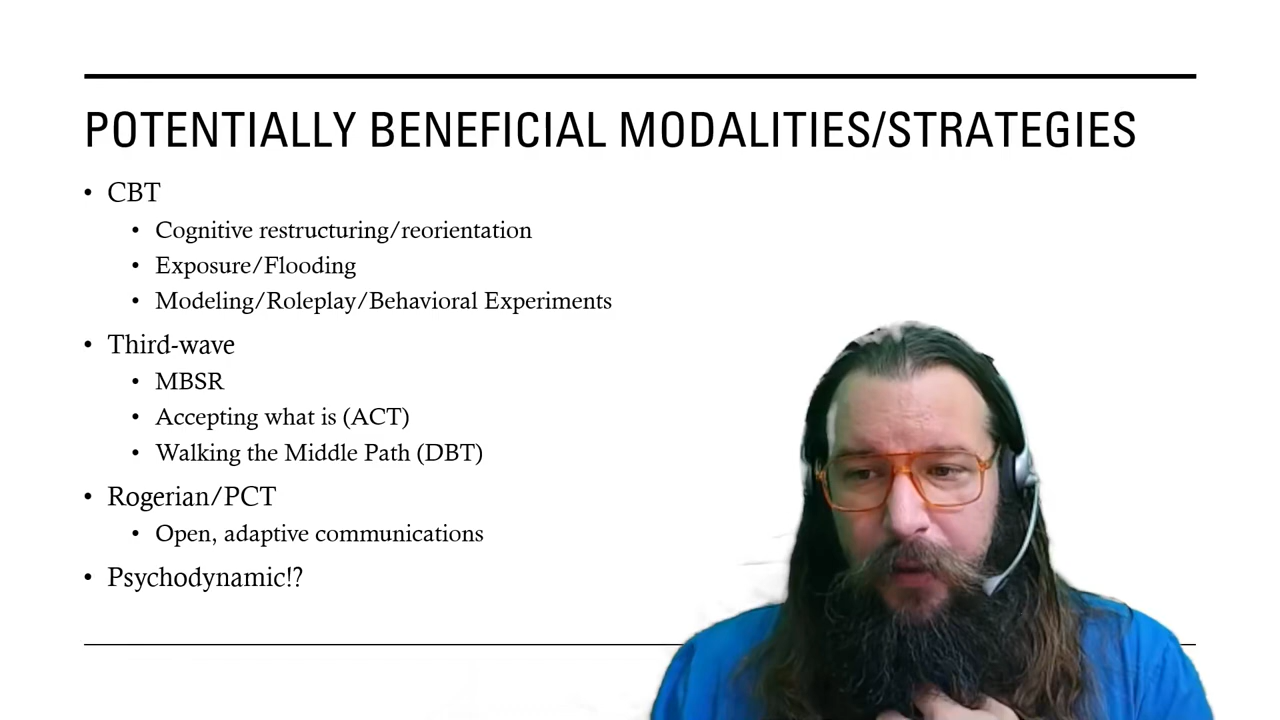 POTENTIALLY BENEFICIAL MODALITIES/STRATEGIES
• CBT
• Cognitive restructuring/reorientation
• Exposure/Flooding
• Modeling/Roleplay/Behavioral Experiments
• Third-wave
• MBSR
• Accepting what is (ACT)
• Walking the Middle Path (DBT)
• Rogerian/PCT
• Open, adaptive communications
• Psychodynamic!?